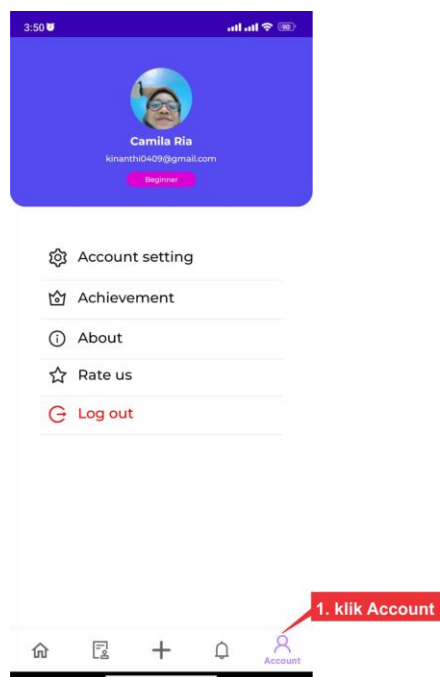 3:50
90
Camila Ria
kinanthi0409@gmail.com
Beginner
Account setting
Achievement
About
Rate us
Log out
1. klik Account
Account